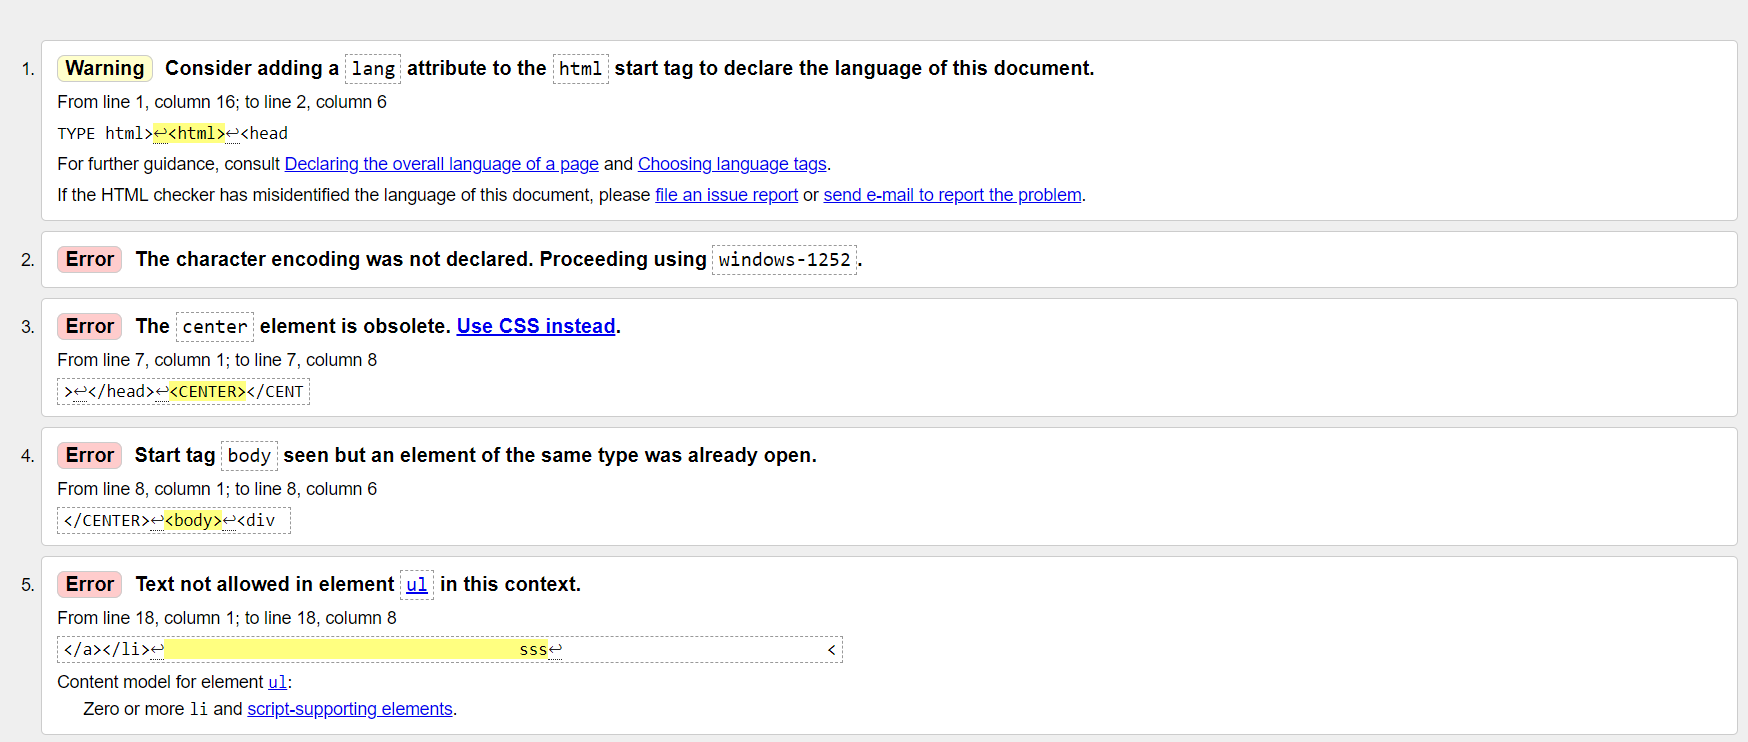 1. Warning Consider adding a lang attribute to the html start tag to declare the language of this document.
From line 1, column 16; to line 2, column 6
TYPE html>↩<html>↩<head
For further guidance, consult Declaring the overall language of a page and Choosing language tags.
If the HTML checker has misidentified the language of this document, please file an issue report or send e-mail to report the problem.
2. Error The character encoding was not declared. Proceeding using windows-1252.
3. Error The center element is obsolete. Use CSS instead.
From line 7, column 1; to line 7, column 8
>↩</head>↩<CENTER></CENT
4. Error Start tag body seen but an element of the same type was already open.
From line 8, column 1; to line 8, column 6
</CENTER>↩<body>↩<div
5. Error Text not allowed in element ul in this context.
From line 18, column 1; to line 18, column 8
</a></li>↩ sss↩ <
Content model for element ul:
Zero or more li and script-supporting elements.